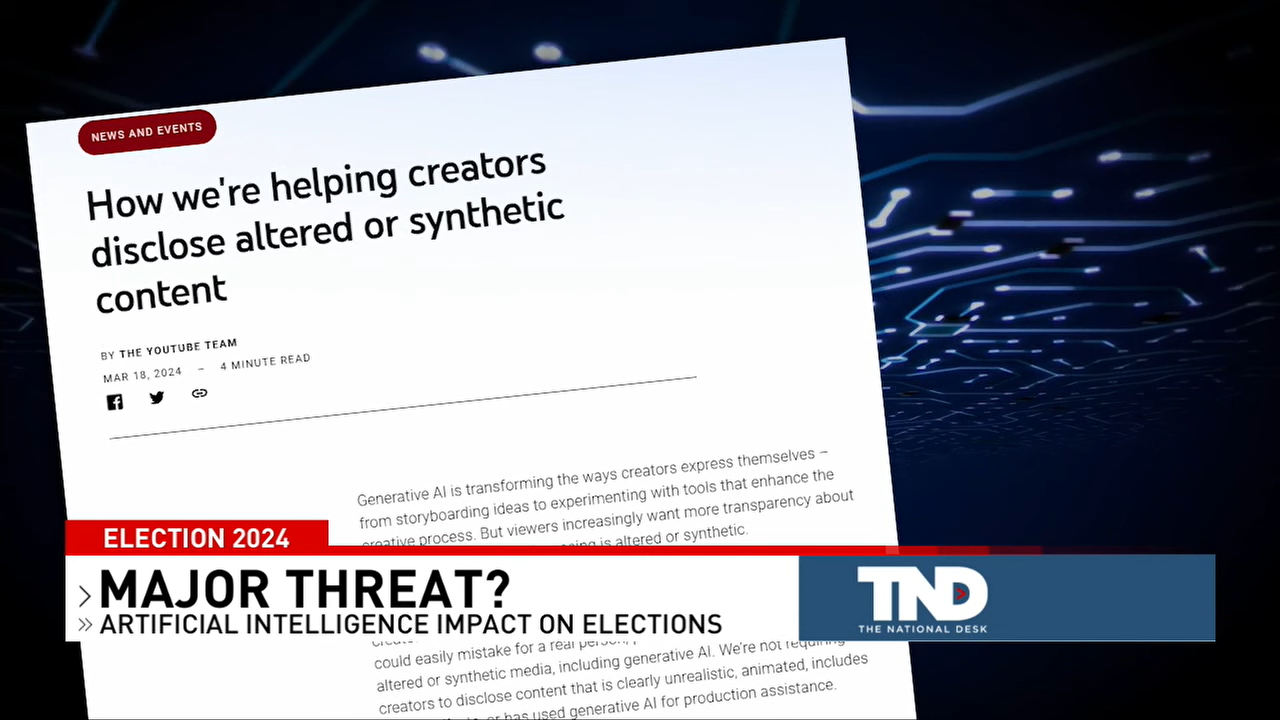 NEWS AND EVENTS
How we're helping creators
disclose altered or synthetic
content
BY THE YOUTUBE TEAM
MAR 18, 2024 – 4 MINUTE READ
Generative AI is transforming the ways creators express themselves –
from storyboarding ideas to experimenting with tools that enhance the
creative process. But viewers increasingly want more transparency about
is altered or synthetic.
ELECTION 2024
MAJOR THREAT?
ARTIFICIAL INTELLIGENCE IMPACT ON ELECTIONS
TND
THE NATIONAL DESK
could easily mistake for a real person,
altered or synthetic media, including generative AI. We're not requiring
creators to disclose content that is clearly unrealistic, animated, includes
or has used generative AI for production assistance.